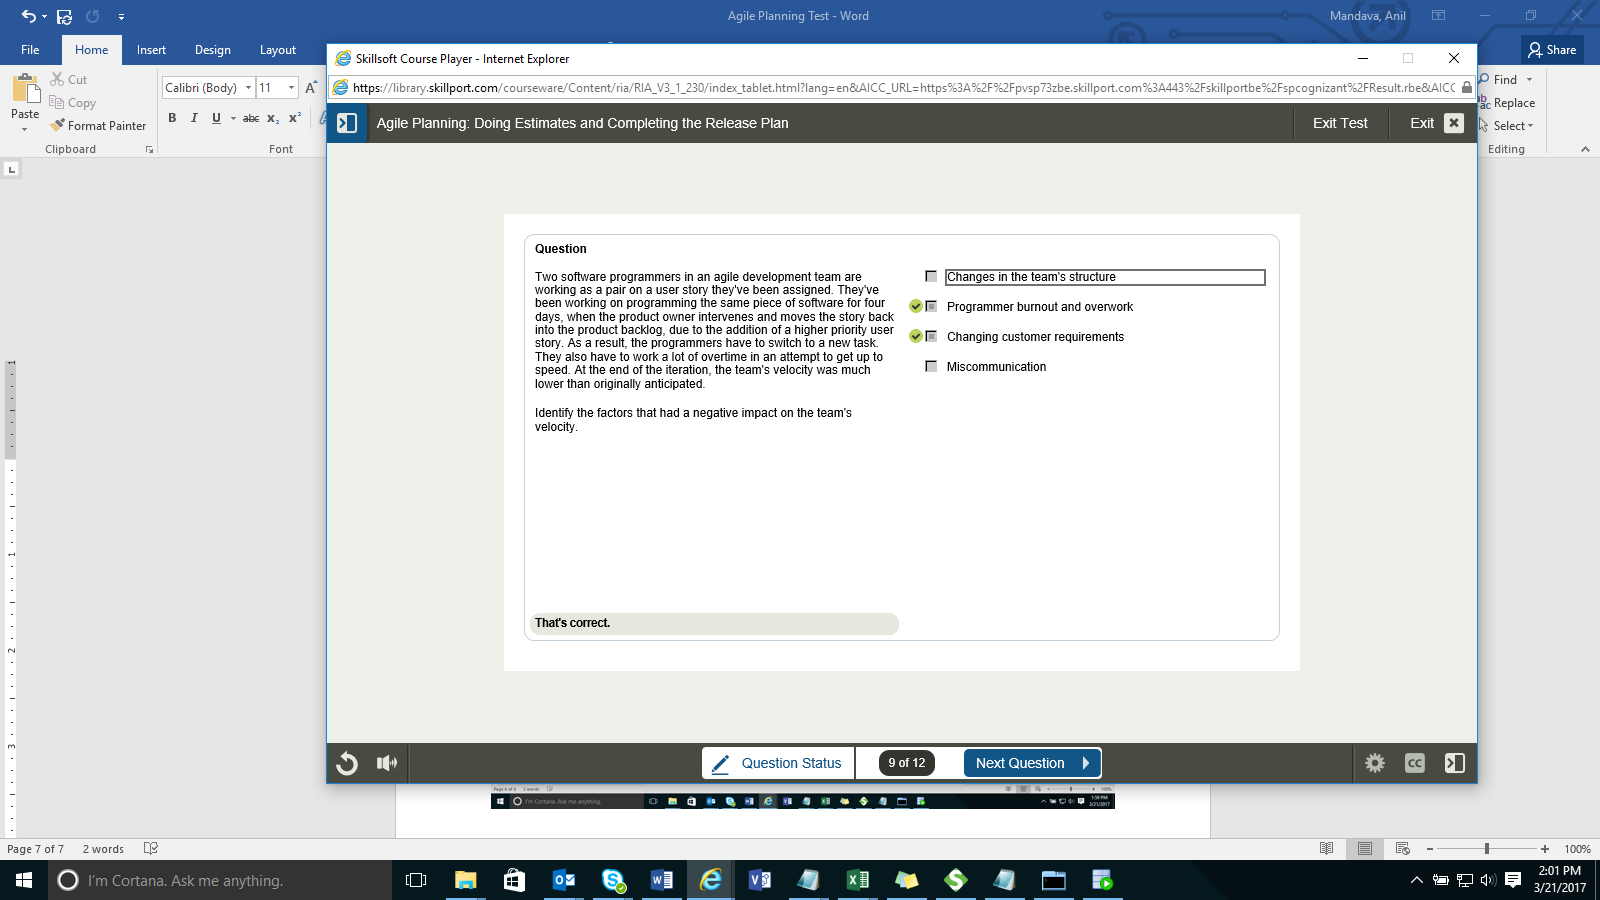 Agile Planning Test - Word
Mandava, Anil
File
Home
Insert
Design
Layout
Share
Paste
Cut
Copy
Format Painter
Clipboard
Calibri (Body)
11
A
B I U abc x₂ x²
Font
Find
Replace
Select
Editing
Skillsoft Course Player - Internet Explorer
https://library.skillport.com/courseware/Content/ria/RIA_V3_1_230/index_tablet.html?lang=en&AICC_URL=https%3A%2F%2Fpvsp73zbe.skillport.com%3A443%2Fskillportbe%2Fspcognizant%2FResult.rbe&AICC
Agile Planning: Doing Estimates and Completing the Release Plan
Exit Test
Exit
Question
Two software programmers in an agile development team are
working as a pair on a user story they've been assigned. They've
been working on programming the same piece of software for four
days, when the product owner intervenes and moves the story back
into the product backlog, due to the addition of a higher priority user
story. As a result, the programmers have to switch to a new task.
They also have to work a lot of overtime in an attempt to get up to
speed. At the end of the iteration, the team's velocity was much
lower than originally anticipated.
Identify the factors that had a negative impact on the team's
velocity.
Changes in the team's structure
Programmer burnout and overwork
Changing customer requirements
Miscommunication
That's correct.
Question Status
9 of 12
Next Question
CC
Page 7 of 7
2 words
100%
I'm Cortana. Ask me anything.
2:01 PM
3/21/2017